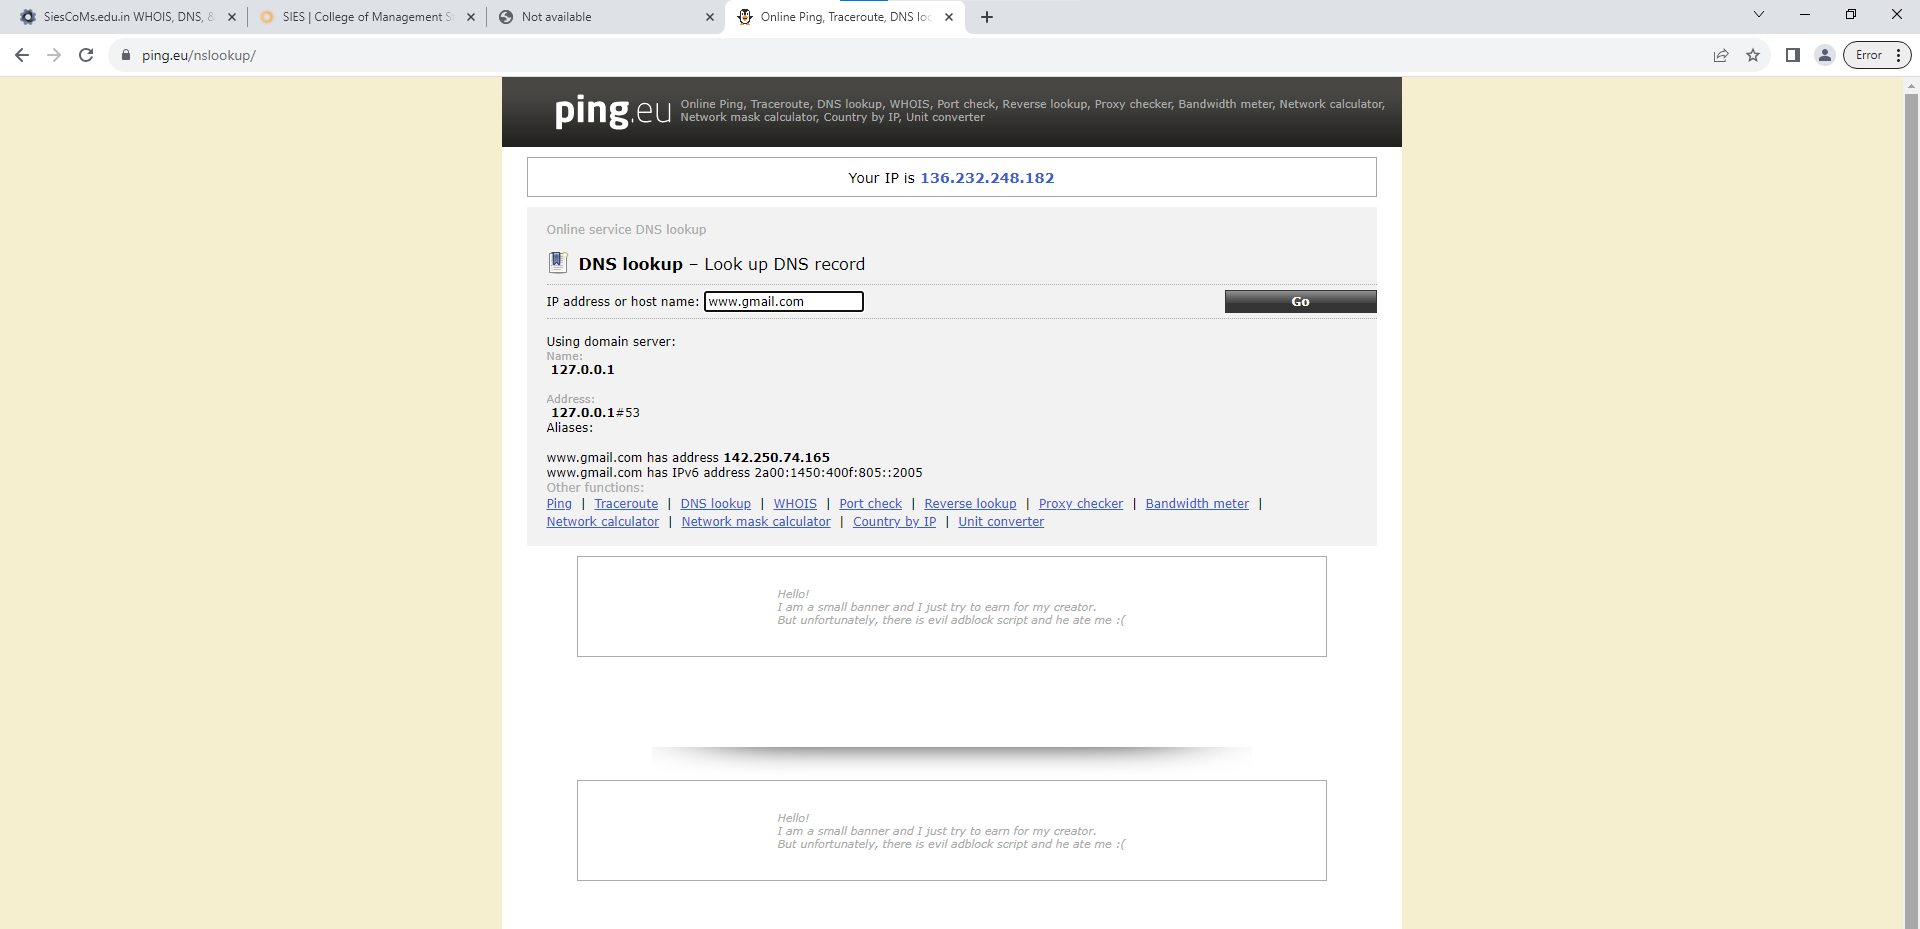 SiesCoMs.edu.in WHOIS, DNS, &
SIES | College of Management S
Not available
Online Ping, Traceroute, DNS loo
ping.eu/nslookup/
Error
ping.eu
Online Ping, Traceroute, DNS lookup, WHOIS, Port check, Reverse lookup, Proxy checker, Bandwidth meter, Network calculator,
Network mask calculator, Country by IP, Unit converter
Your IP is 136.232.248.182
Online service DNS lookup
DNS lookup – Look up DNS record
IP address or host name: www.gmail.com
Go
Using domain server:
Name:
127.0.0.1
Address:
127.0.0.1#53
Aliases:
www.gmail.com has address 142.250.74.165
www.gmail.com has IPv6 address 2a00:1450:400f:805::2005
Other functions:
Ping | Traceroute | DNS lookup | WHOIS | Port check | Reverse lookup | Proxy checker | Bandwidth meter |
Network calculator | Network mask calculator | Country by IP | Unit converter
Hello!
I am a small banner and I just try to earn for my creator.
But unfortunately, there is evil adblock script and he ate me :(
Hello!
I am a small banner and I just try to earn for my creator.
But unfortunately, there is evil adblock script and he ate me :(